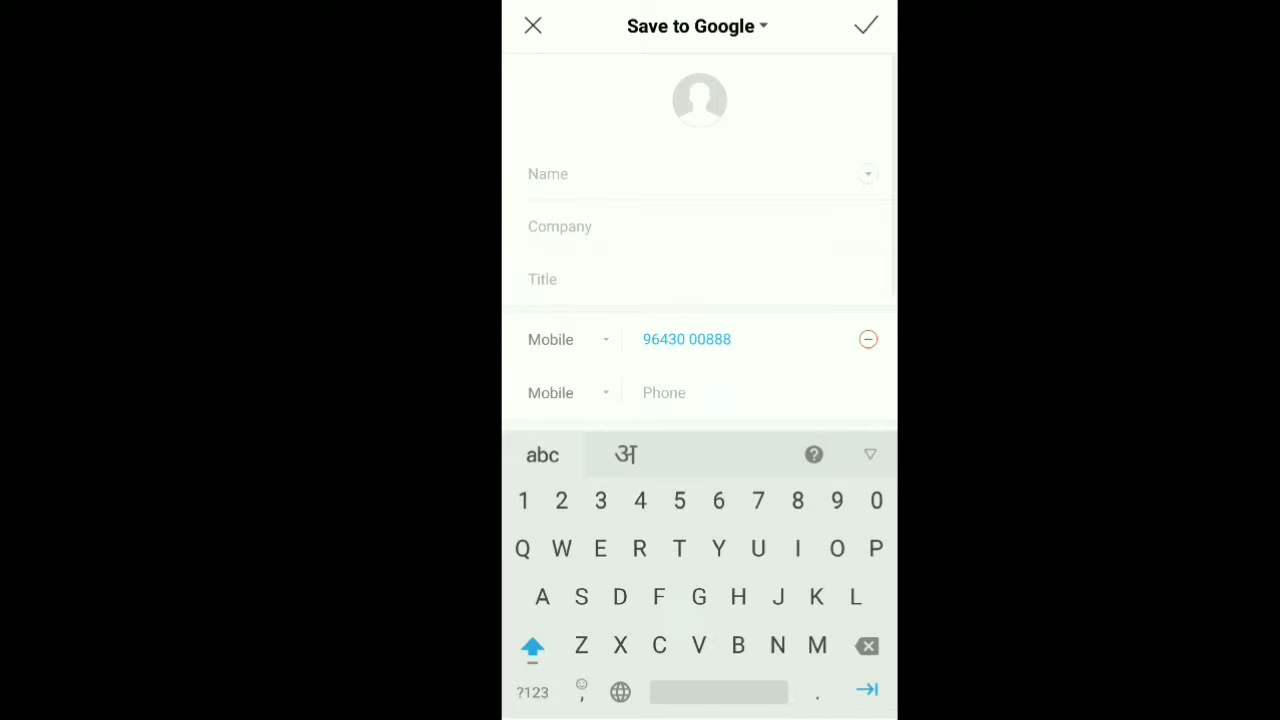 Save to Google
Name
Company
Title
Mobile 96430 00888
Mobile Phone
abc अ ?
1 2 3 4 5 6 7 8 9 0
Q W E R T Y U I O P
A S D F G H J K L
Z X C V B N M
?123 , .